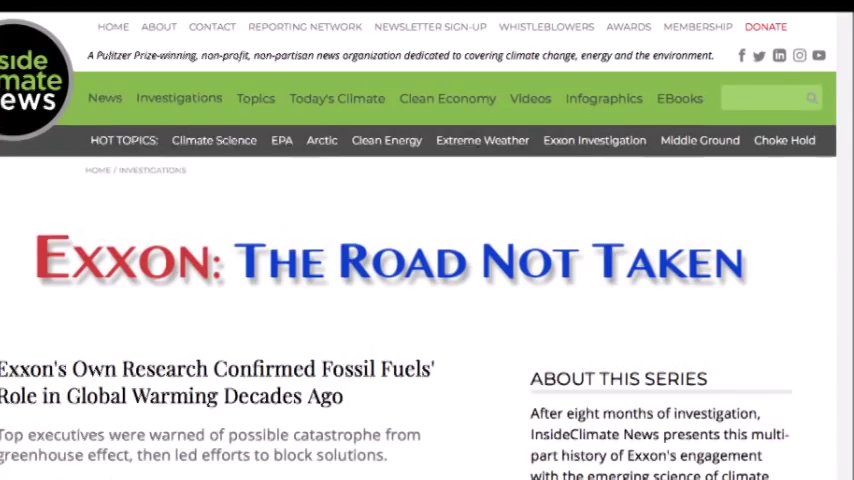 HOME ABOUT CONTACT REPORTING NETWORK NEWSLETTER SIGN-UP WHISTLEBLOWERS AWARDS MEMBERSHIP DONATE
side
mate
ews
A Pulitzer Prize-winning, non-profit, non-partisan news organization dedicated to covering climate change, energy and the environment.
News Investigations Topics Today's Climate Clean Economy Videos Infographics EBooks
HOT TOPICS: Climate Science EPA Arctic Clean Energy Extreme Weather Exxon Investigation Middle Ground Choke Hold
HOME / INVESTIGATIONS
EXXON: THE ROAD NOT TAKEN
Exxon's Own Research Confirmed Fossil Fuels'
Role in Global Warming Decades Ago
Top executives were warned of possible catastrophe from
greenhouse effect, then led efforts to block solutions.
ABOUT THIS SERIES
After eight months of investigation,
InsideClimate News presents this multi-
part history of Exxon's engagement
with the emerging science of climate